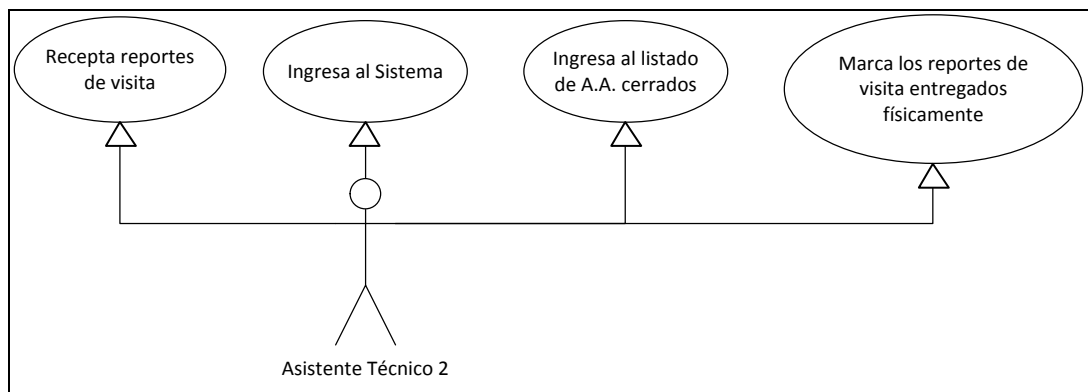 Recepta reportes
de visita
Ingresa al Sistema
Ingresa al listado
de A.A. cerrados
Marca los reportes de
visita entregados
físicamente
Asistente Técnico 2